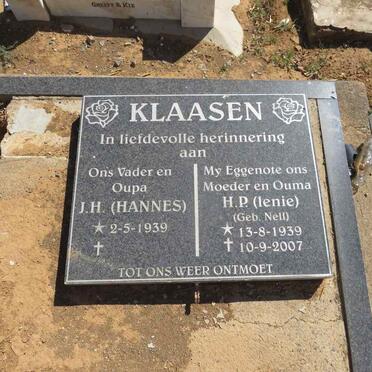 KLAASEN
In liefdevolle herinnering
aan
Ons Vader en
Oupa
J.H. (HANNES)
★ 2-5-1939
✝
My Eggenote ons
Moeder en Ouma
H.P. (Ienie)
(Geb. Nell)
★ 13-8-1939
✝ 10-9-2007
TOT ONS WEER ONTMOET